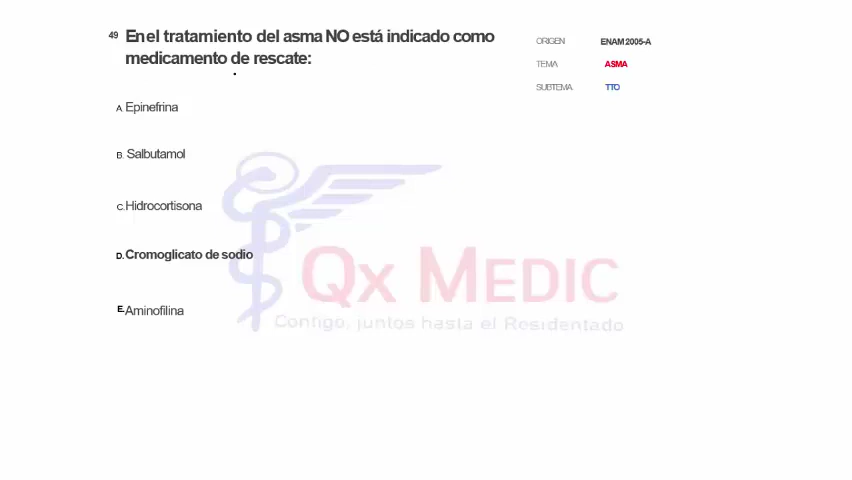 49 En el tratamiento del asma NO está indicado como
medicamento de rescate:
ORIGEN ENAM 2005-A
TEMA ASMA
SUBTEMA TTO
A. Epinefrina
B. Salbutamol
C. Hidrocortisona
D. Cromoglicato de sodio
E. Aminofilina
Qx MEDIC
Contigo, juntos hasta el Residentado